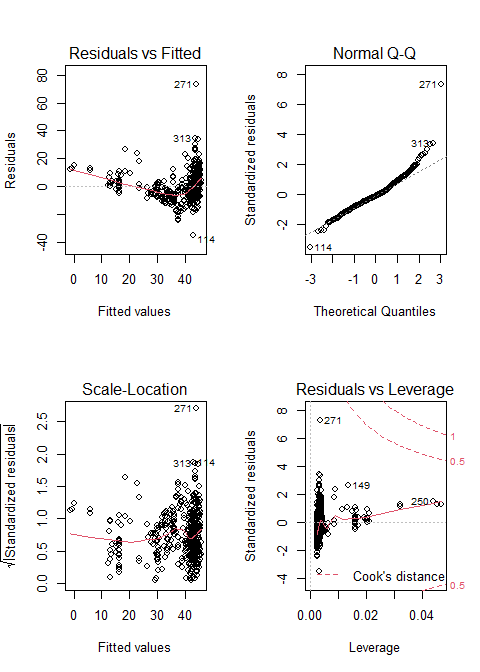 Residuals vs Fitted
Residuals
80
60
40
20
0
-40
271
313
114
0 10 20 30 40
Fitted values
Normal Q-Q
Standardized residuals
8
6
4
2
0
-2
271
313
114
-3 -2 -1 0 1 2 3
Theoretical Quantiles
Scale-Location
√|Standardized residuals|
2.5
2.0
1.5
1.0
0.5
0.0
271
313 114
0 10 20 30 40
Fitted values
Residuals vs Leverage
Standardized residuals
8
6
4
2
0
-2
-4
271
149
250
1
0.5
0.5
Cook's distance
0.00 0.02 0.04
Leverage